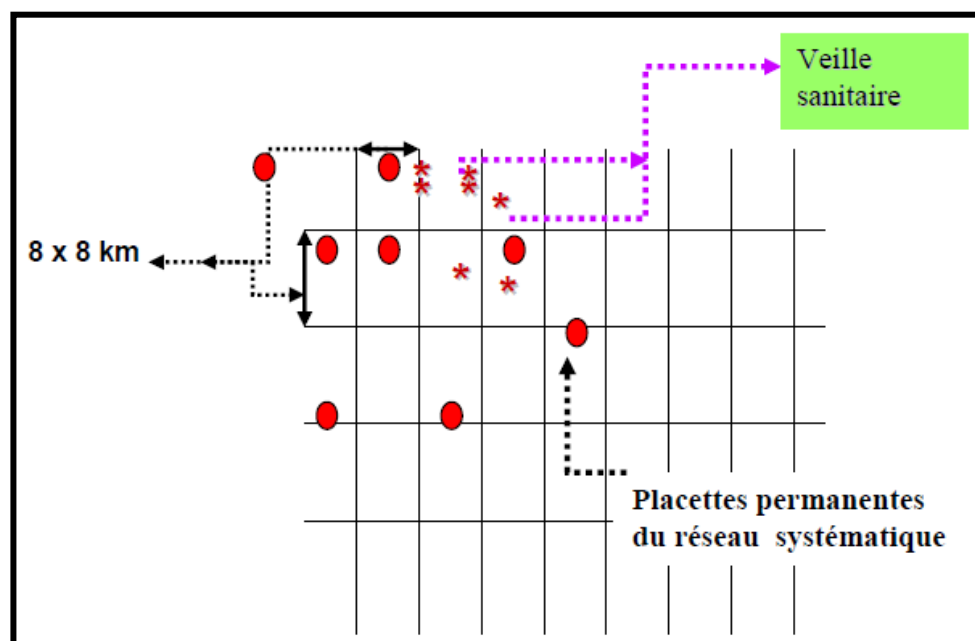 Veille
sanitaire
8 x 8 km
Placettes permanentes
du réseau systématique